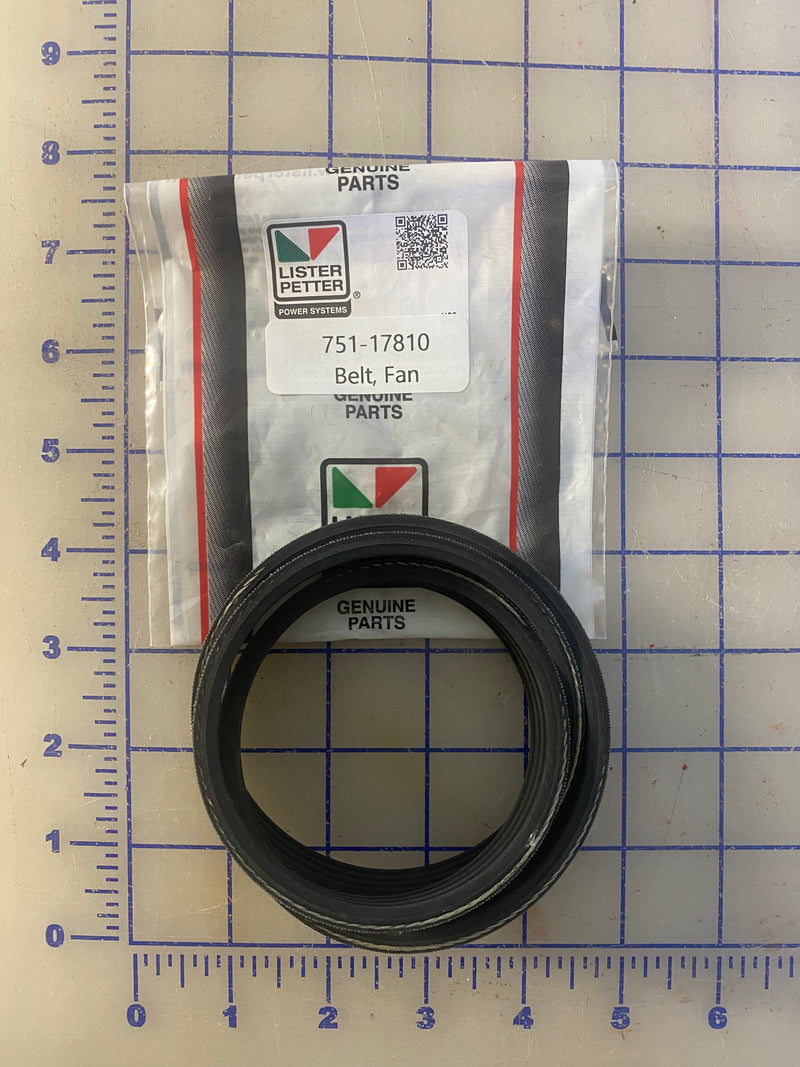 GENUINE
PARTS
LISTER
PETTER
®
POWER SYSTEMS
751-17810
Belt, Fan
GENUINE
PARTS
GENUINE
PARTS
9
8
7
6
5
4
3
2
1
0
0 1 2 3 4 5 6